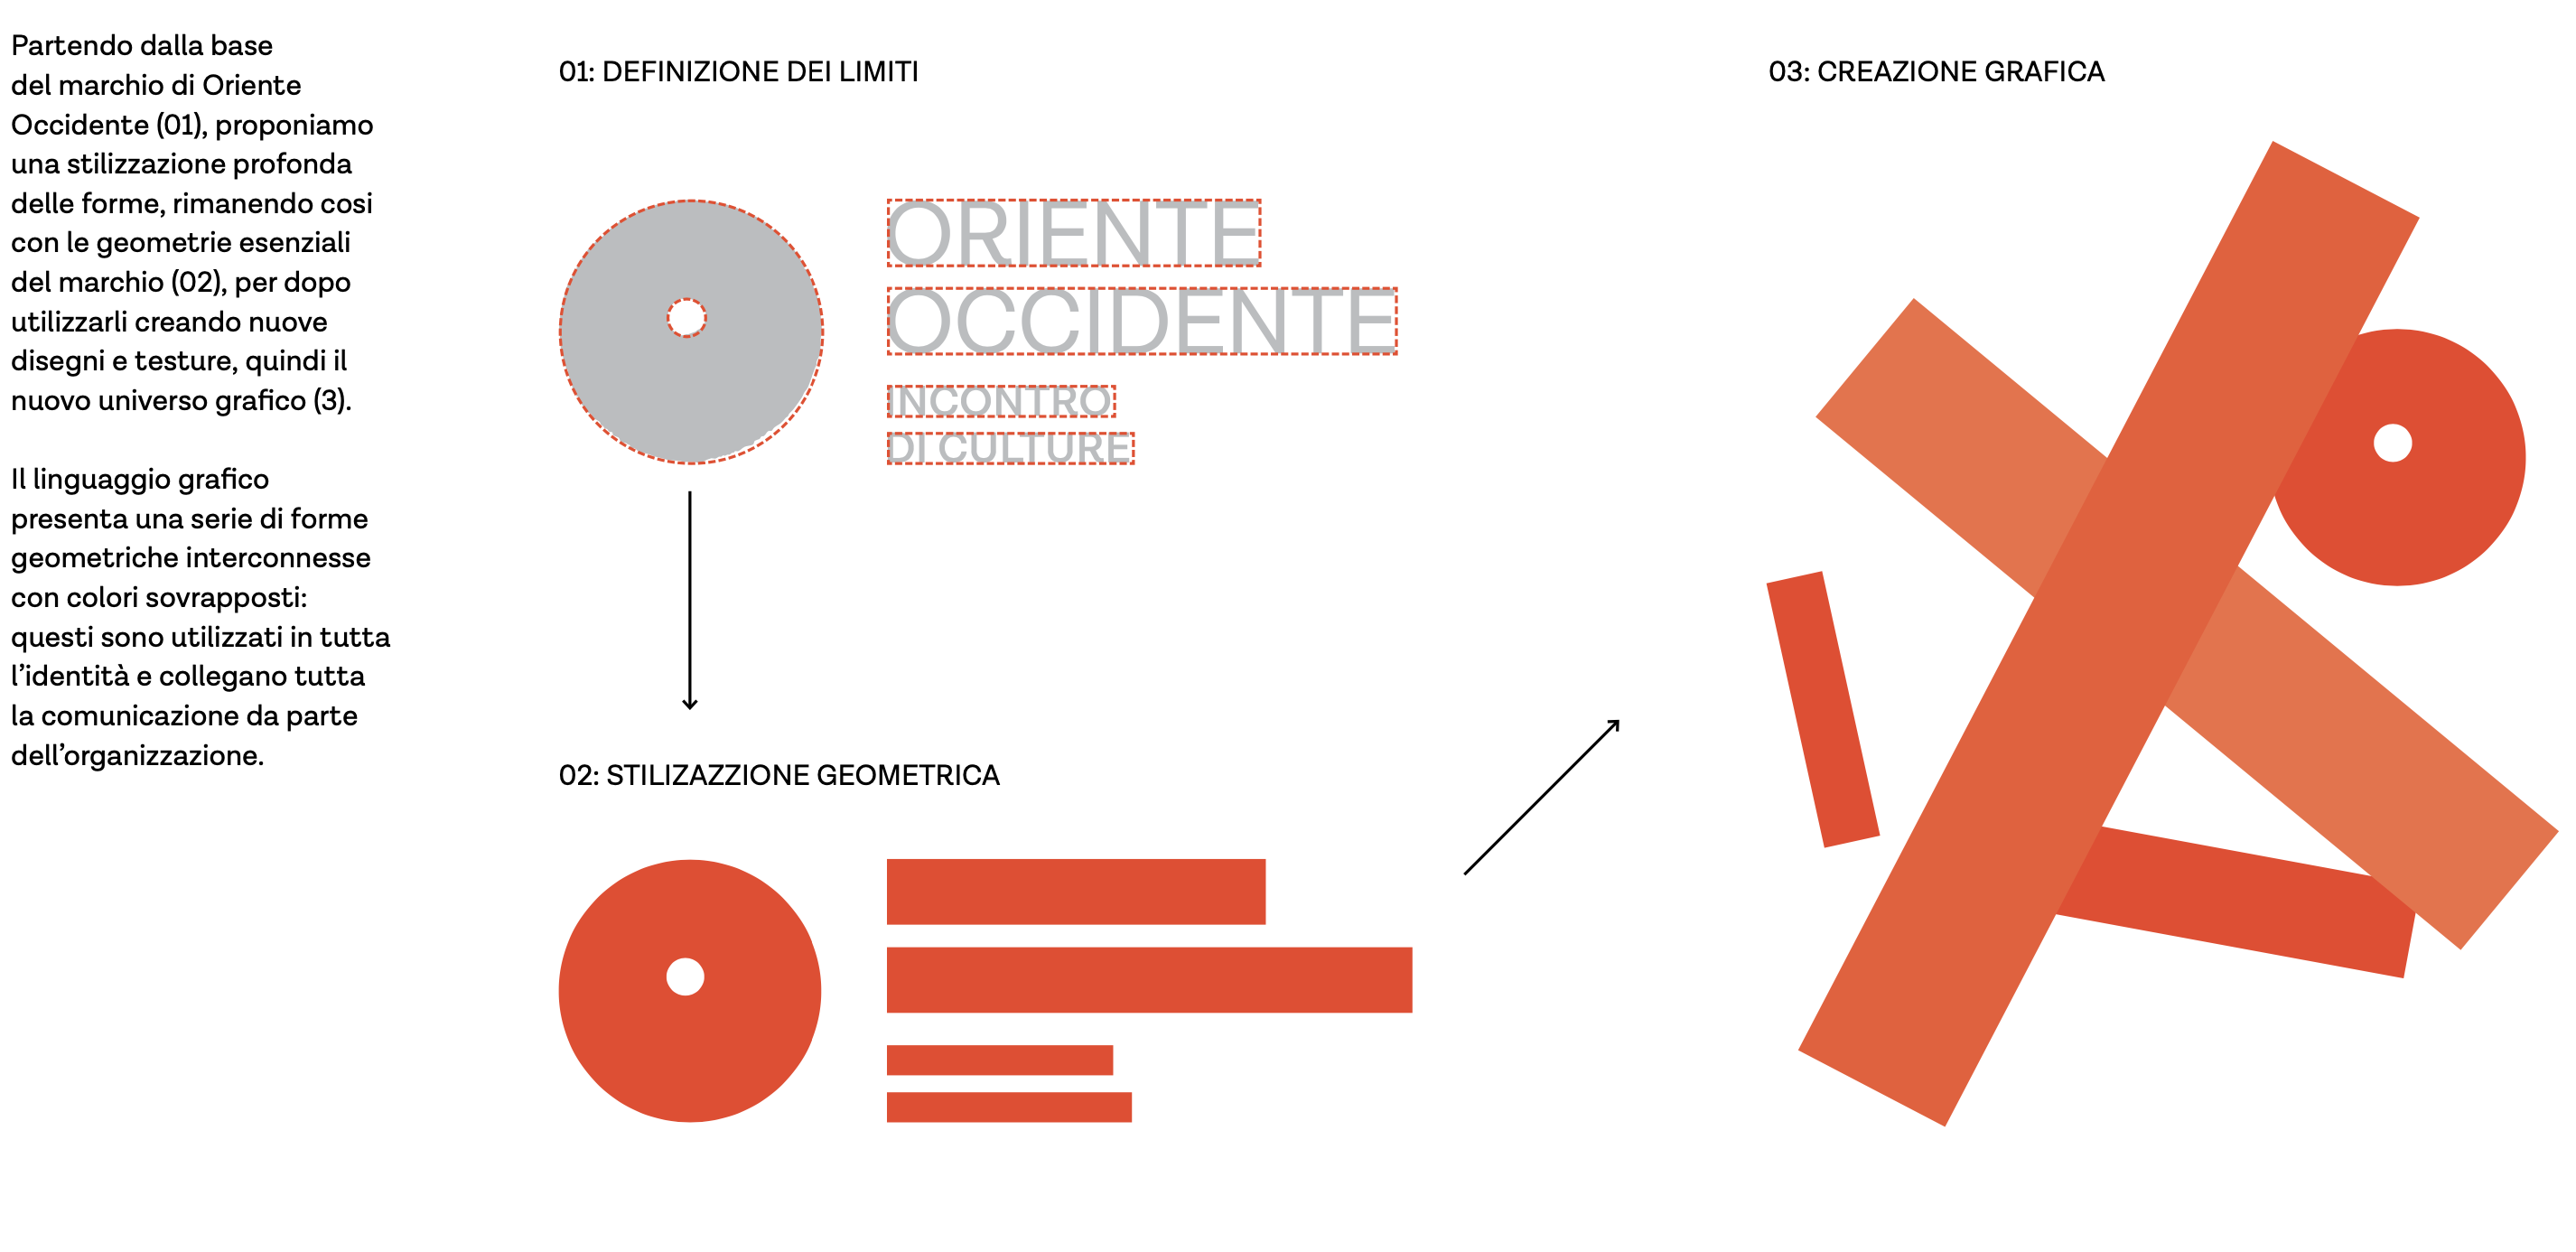 Partendo dalla base
del marchio di Oriente
Occidente (01), proponiamo
una stilizzazione profonda
delle forme, rimanendo cosi
con le geometrie esenziali
del marchio (02), per dopo
utilizzarli creando nuove
disegni e testure, quindi il
nuovo universo grafico (3).
Il linguaggio grafico
presenta una serie di forme
geometriche interconnesse
con colori sovrapposti:
questi sono utilizzati in tutta
l’identità e collegano tutta
la comunicazione da parte
dell’organizzazione.
01: DEFINIZIONE DEI LIMITI
ORIENTE
OCCIDENTE
INCONTRO
DI CULTURE
02: STILIZAZZIONE GEOMETRICA
03: CREAZIONE GRAFICA